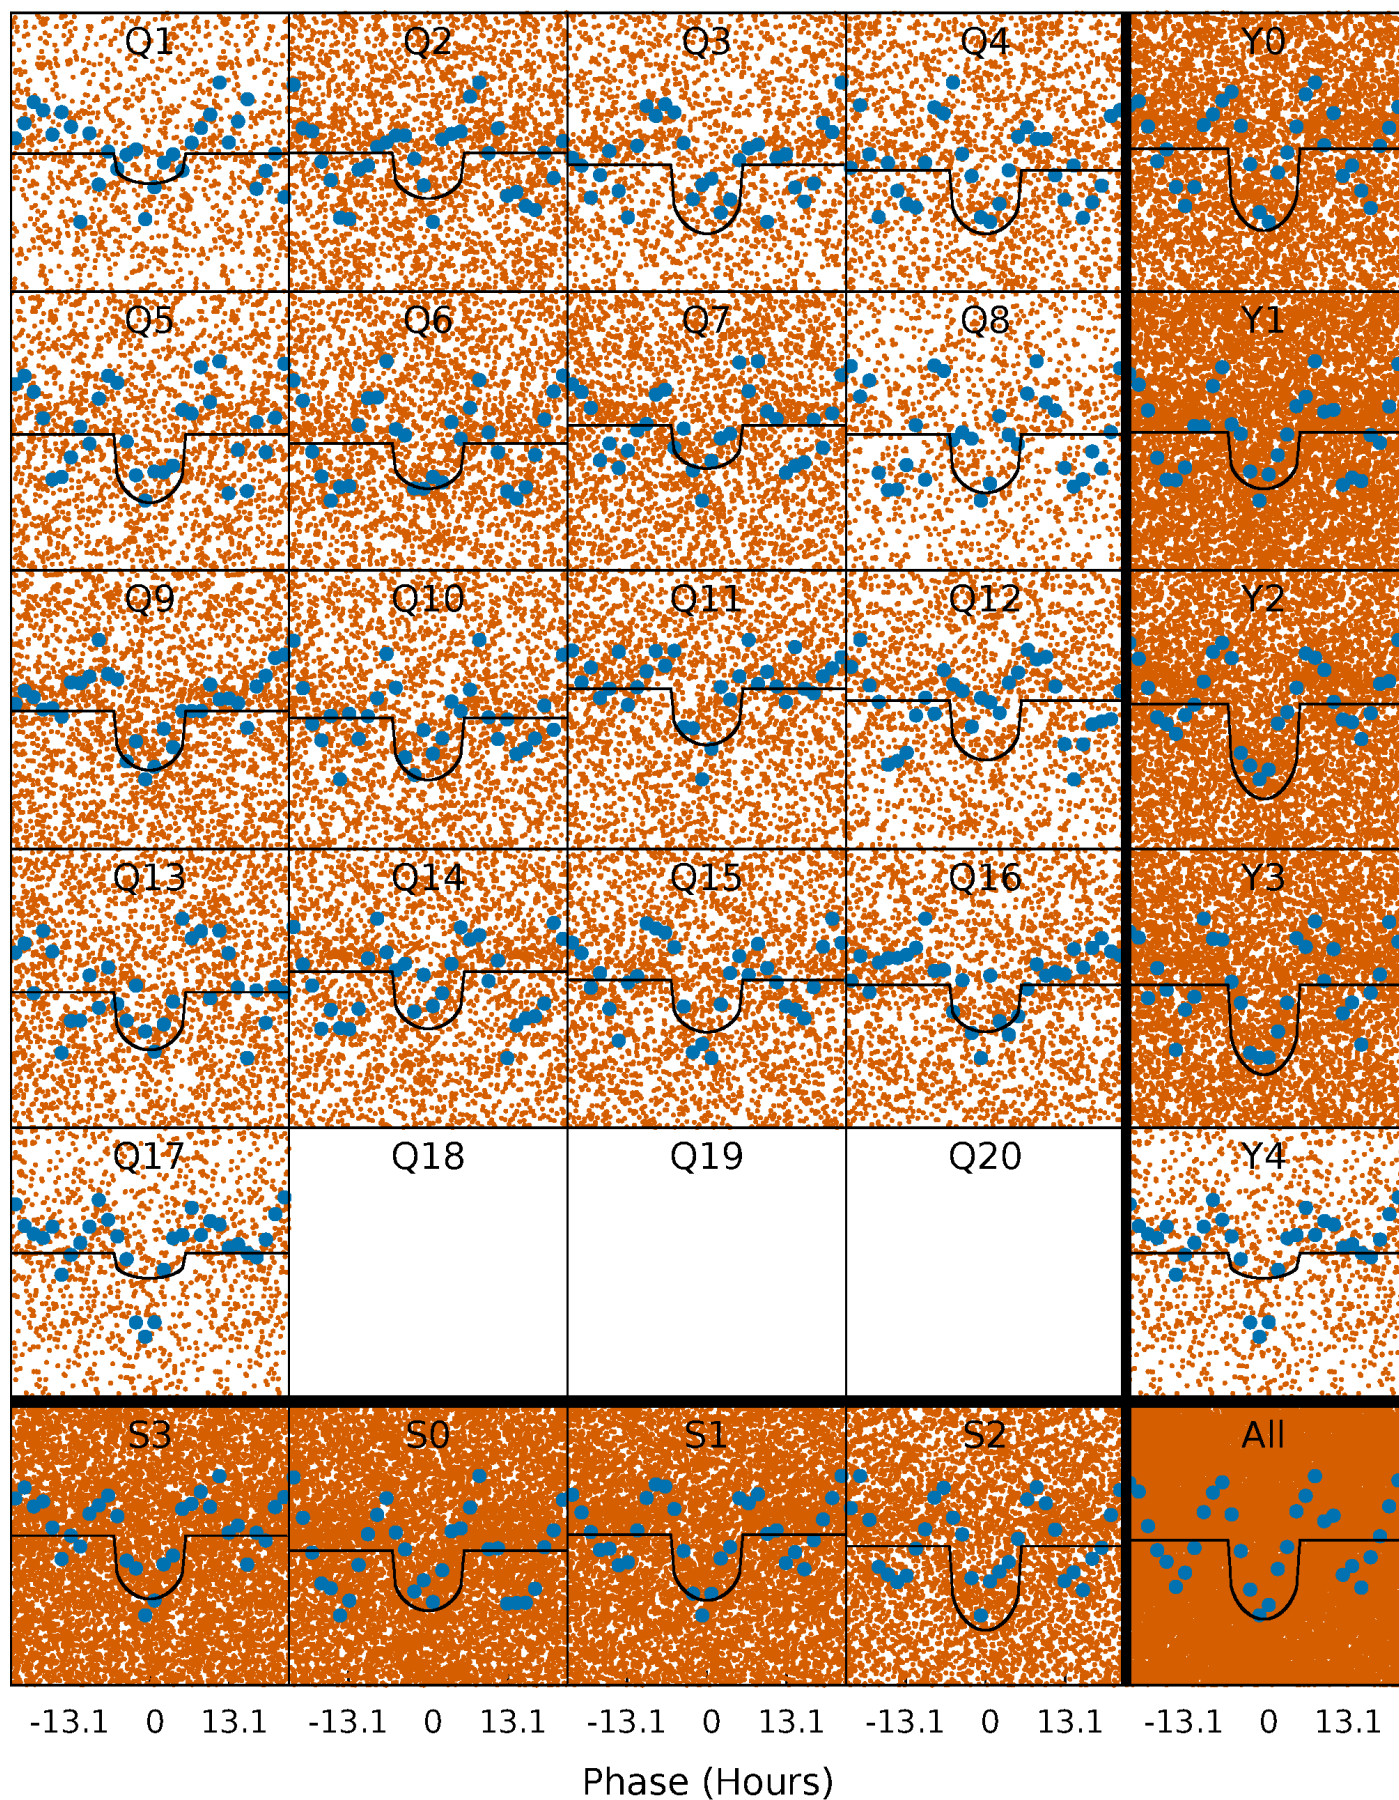 Q1 Q2 Q3 Q4 Y0
Q5 Q6 Q7 Q8 Y1
Q9 Q10 Q11 Q12 Y2
Q13 Q14 Q15 Q16 Y3
Q17 Q18 Q19 Q20 Y4
S3 S0 S1 S2 All
-13.1 0 13.1 -13.1 0 13.1 -13.1 0 13.1 -13.1 0 13.1 -13.1 0 13.1
Phase (Hours)